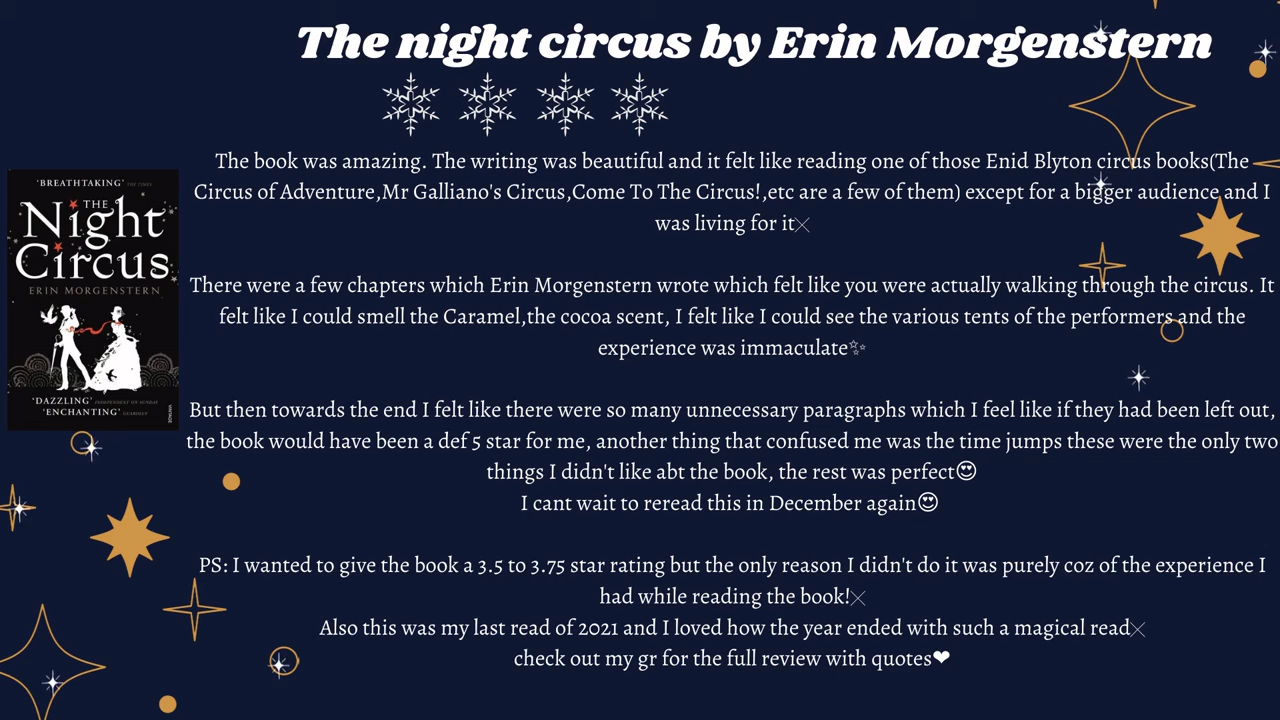 The night circus by Erin Morgenstern
The book was amazing. The writing was beautiful and it felt like reading one of those Enid Blyton circus books(The
Circus of Adventure,Mr Galliano's Circus,Come To The Circus!,etc are a few of them) except for a bigger audience and I
was living for it
There were a few chapters which Erin Morgenstern wrote which felt like you were actually walking through the circus. It
felt like I could smell the Caramel,the cocoa scent, I felt like I could see the various tents of the performers and the
experience was immaculate✨
But then towards the end I felt like there were so many unnecessary paragraphs which I feel like if they had been left out,
the book would have been a def 5 star for me, another thing that confused me was the time jumps these were the only two
things I didn't like abt the book, the rest was perfect😍
I cant wait to reread this in December again😍
PS: I wanted to give the book a 3.5 to 3.75 star rating but the only reason I didn't do it was purely coz of the experience I
had while reading the book!
Also this was my last read of 2021 and I loved how the year ended with such a magical read
check out my gr for the full review with quotes❤
'BREATHTAKING' THE TIMES
THE
Night
Circus
ERIN MORGENSTERN
'DAZZLING' INDEPENDENT ON SUNDAY
'ENCHANTING' GUARDIAN